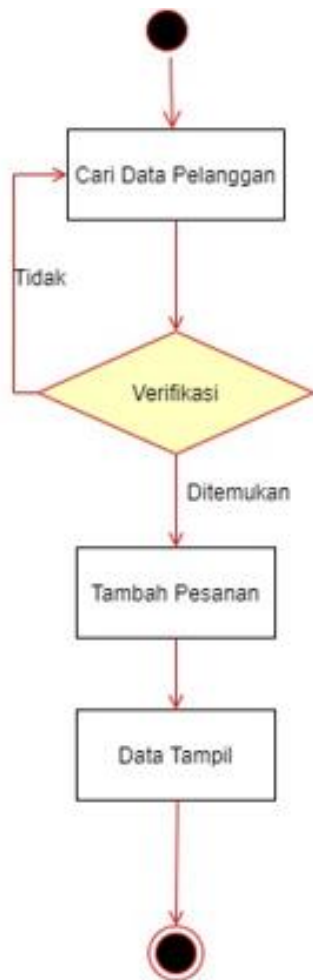 Cari Data Pelanggan
Tidak
Verifikasi
Ditemukan
Tambah Pesanan
Data Tampil